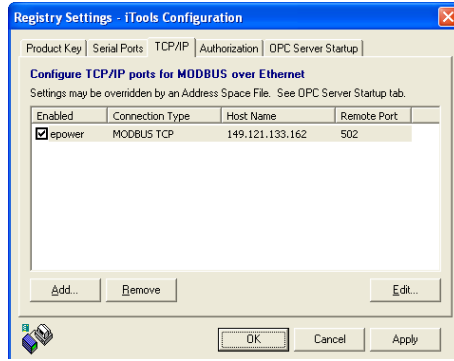 Registry Settings - iTools Configuration
Product Key Serial Ports TCP/IP Authorization OPC Server Startup
Configure TCP/IP ports for MODBUS over Ethernet
Settings may be overridden by an Address Space File. See OPC Server Startup tab.
Enabled Connection Type Host Name Remote Port
epower MODBUS TCP 149.121.133.162 502
Add... Remove Edit...
OK Cancel Apply